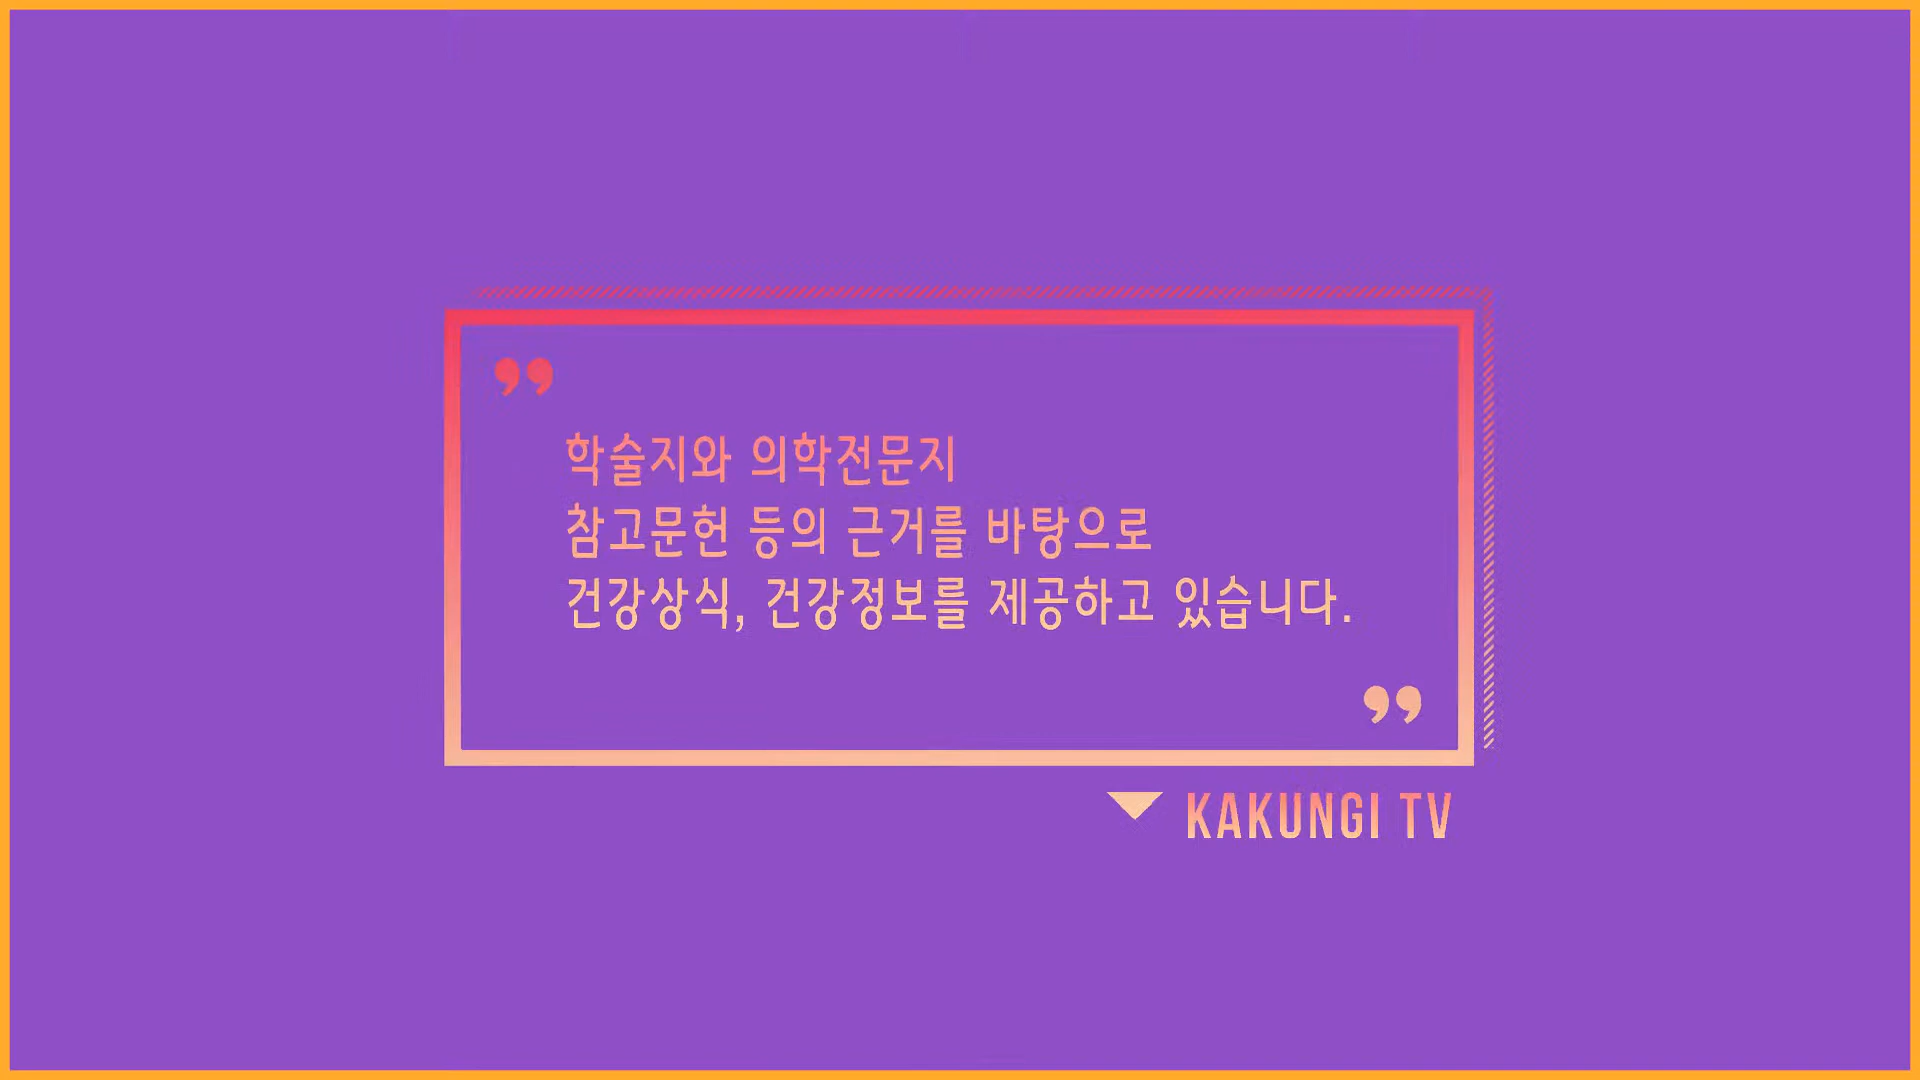 ”
학술지와 의학전문지
참고문헌 등의 근거를 바탕으로
건강상식, 건강정보를 제공하고 있습니다.
”
KAKUNGI TV